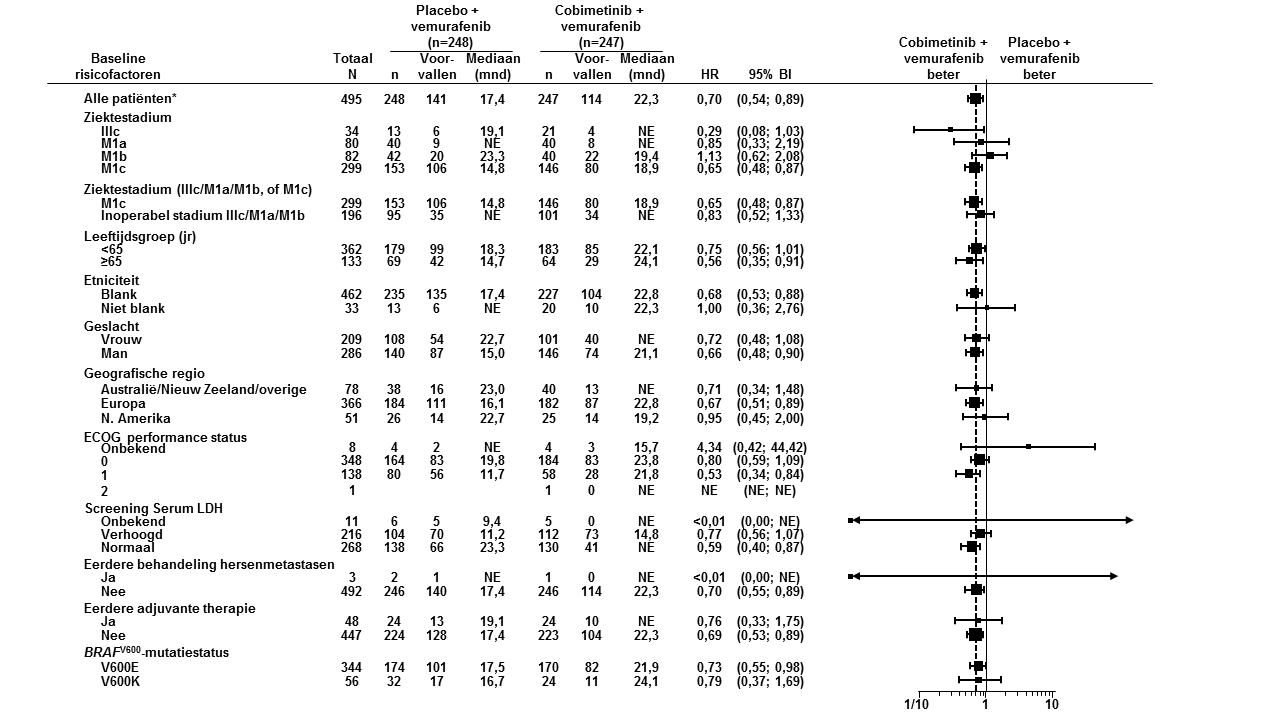 Placebo + Cobimetinib +
vemurafenib vemurafenib
(n=248) (n=247) Cobimetinib + Placebo +
Baseline Totaal Voor- Mediaan Voor- Mediaan vemurafenib vemurafenib
risicofactoren N n vallen (mnd) n vallen (mnd) HR 95% BI beter beter
Alle patiënten* 495 248 141 17,4 247 114 22,3 0,70 (0,54; 0,89)
Ziektestadium
IIIc 34 13 6 19,1 21 4 NE 0,29 (0,08; 1,03)
M1a 80 40 9 NE 40 8 NE 0,85 (0,33; 2,19)
M1b 82 42 20 23,3 40 22 19,4 1,13 (0,62; 2,08)
M1c 299 153 106 14,8 146 80 18,9 0,65 (0,48; 0,87)
Ziektestadium (IIIc/M1a/M1b, of M1c)
M1c 299 153 106 14,8 146 80 18,9 0,65 (0,48; 0,87)
Inoperabel stadium IIIc/M1a/M1b 196 95 35 NE 101 34 NE 0,83 (0,52; 1,33)
Leeftijdsgroep (jr)
<65 362 179 99 18,3 183 85 22,1 0,75 (0,56; 1,01)
≥65 133 69 42 14,7 64 29 24,1 0,56 (0,35; 0,91)
Etniciteit
Blank 462 235 135 17,4 227 104 22,8 0,68 (0,53; 0,88)
Niet blank 33 13 6 NE 20 10 22,3 1,00 (0,36; 2,76)
Geslacht
Vrouw 209 108 54 22,7 101 40 NE 0,72 (0,48; 1,08)
Man 286 140 87 15,0 146 74 21,1 0,66 (0,48; 0,90)
Geografische regio
Australië/Nieuw Zeeland/overige 78 38 16 23,0 40 13 NE 0,71 (0,34; 1,48)
Europa 366 184 111 16,1 182 87 22,8 0,67 (0,51; 0,89)
N. Amerika 51 26 14 22,7 25 14 19,2 0,95 (0,45; 2,00)
ECOG performance status
Onbekend 8 4 2 NE 4 3 15,7 4,34 (0,42; 44,42)
0 348 164 83 19,8 184 83 23,8 0,80 (0,59; 1,09)
1 138 80 56 11,7 58 28 21,8 0,53 (0,34; 0,84)
2 1 1 0 NE NE (NE; NE)
Screening Serum LDH
Onbekend 11 6 5 9,4 5 0 NE <0,01 (0,00; NE)
Verhoogd 216 104 70 11,2 112 73 14,8 0,77 (0,56; 1,07)
Normaal 268 138 66 23,3 130 41 NE 0,59 (0,40; 0,87)
Eerdere behandeling hersenmetastasen
Ja 3 2 1 NE 1 0 NE <0,01 (0,00; NE)
Nee 492 246 140 17,4 246 114 22,3 0,70 (0,55; 0,89)
Eerdere adjuvante therapie
Ja 48 24 13 19,1 24 10 NE 0,76 (0,33; 1,75)
Nee 447 224 128 17,4 223 104 22,3 0,69 (0,53; 0,89)
BRAFV600-mutatiestatus
V600E 344 174 101 17,5 170 82 21,9 0,73 (0,55; 0,98)
V600K 56 32 17 16,7 24 11 24,1 0,79 (0,37; 1,69)
1/10 1 10